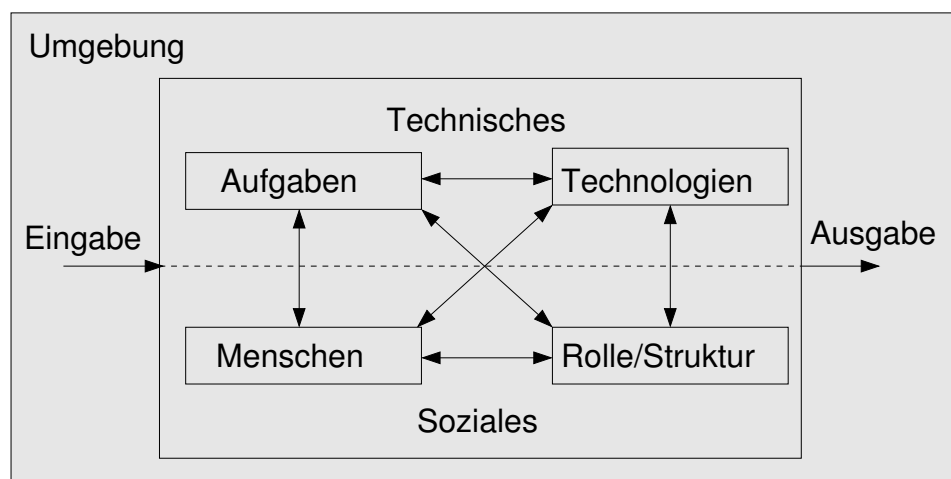 Umgebung
Technisches
Aufgaben
Technologien
Eingabe
Ausgabe
Menschen
Rolle/Struktur
Soziales